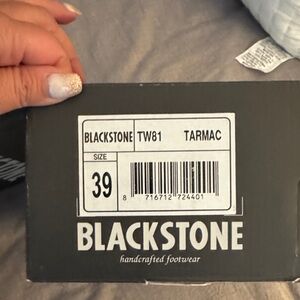 BLACKSTONE TW81 TARMAC
SIZE
39
8 716712 724401
BLACKSTONE
handcrafted footwear